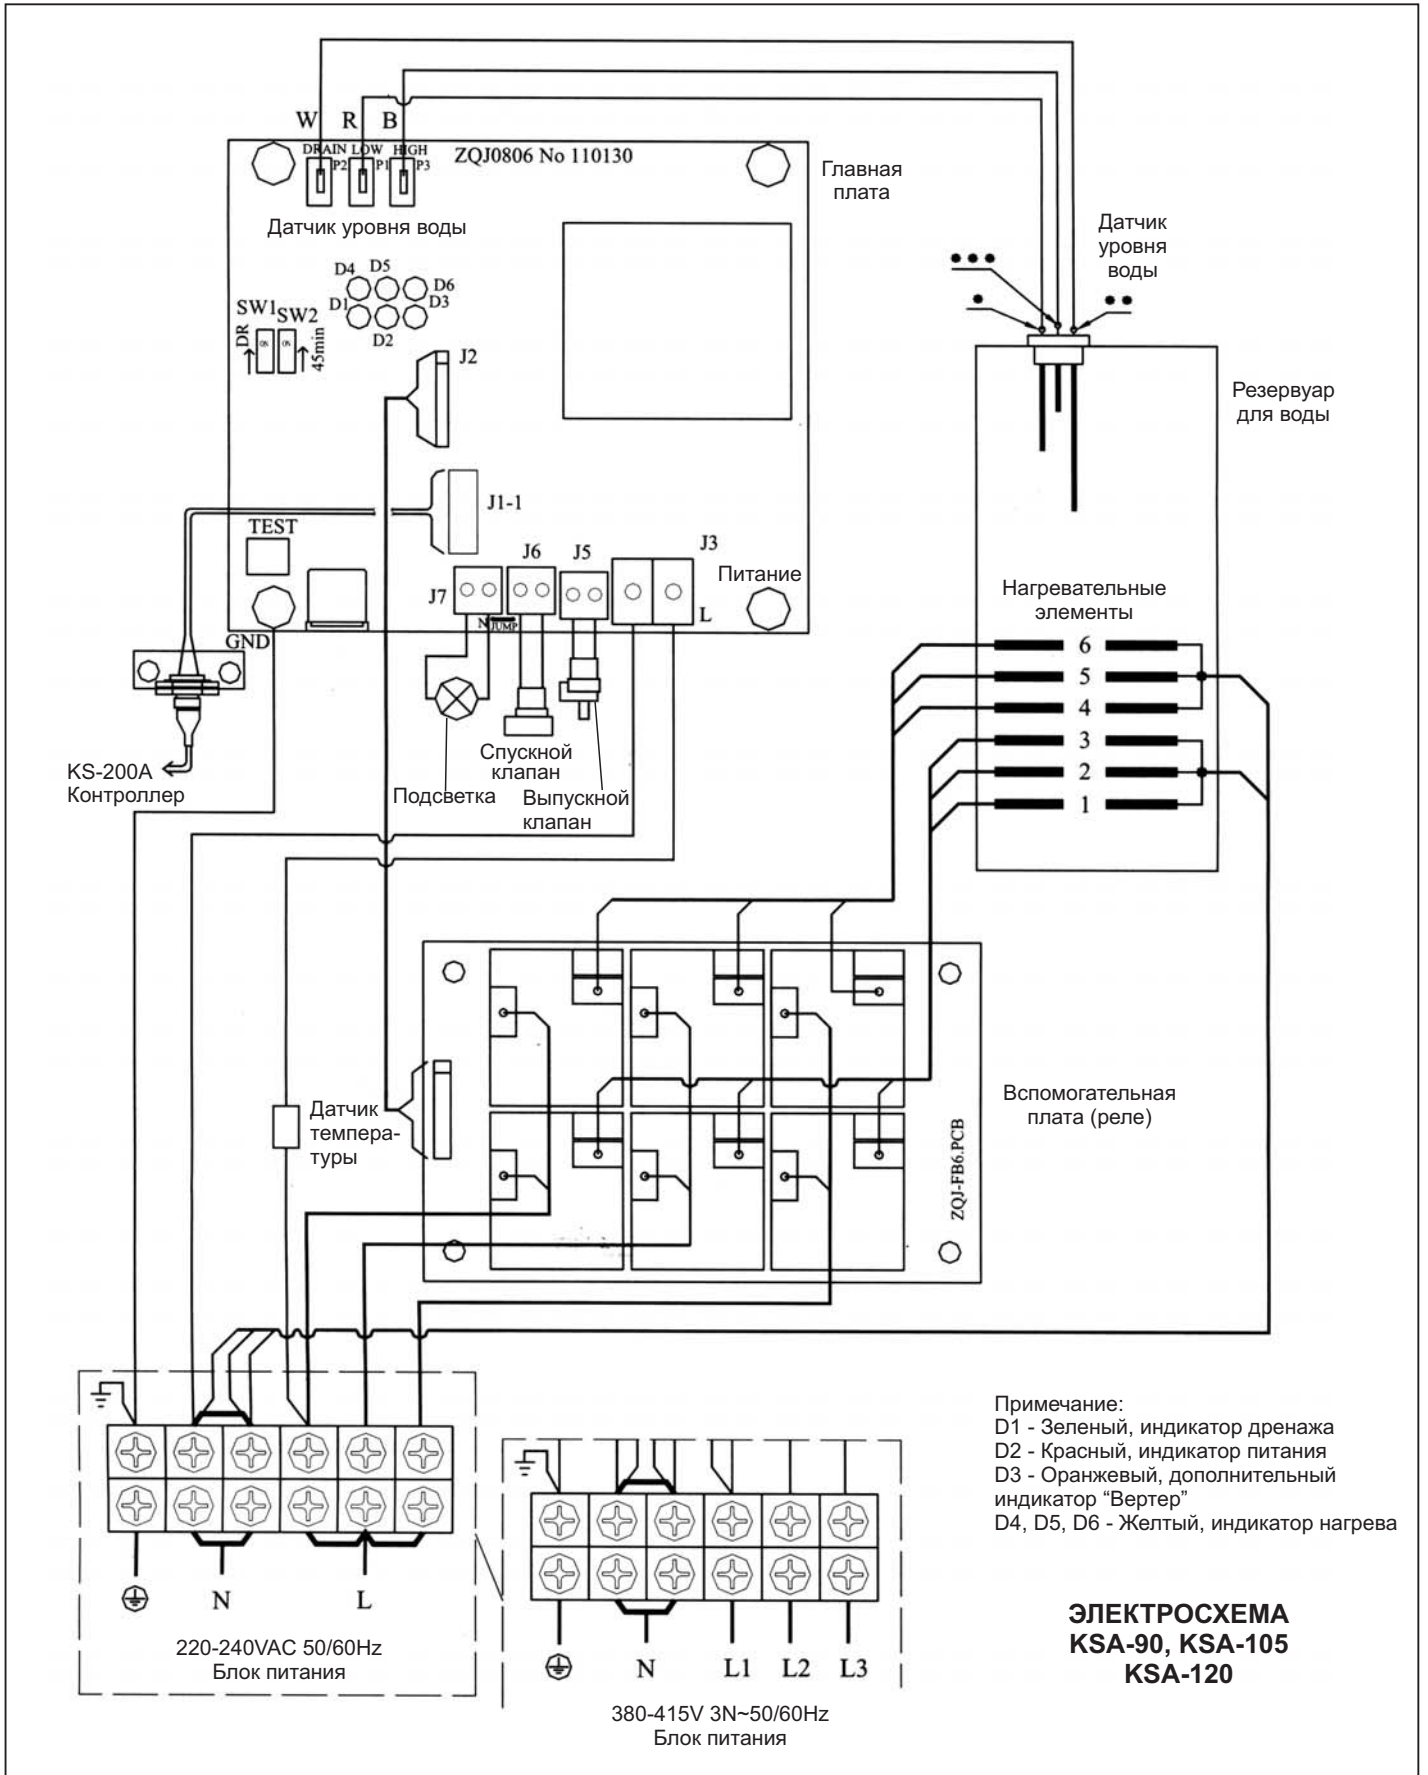 W R B
DRAIN LOW HIGH
P2 P1 P3
ZQJ0806 No 110130
Главная
плата
Датчик уровня воды
Датчик
уровня
воды
D4 D5
D6
D1 D3
D2
SW1 SW2
DR
45min
J2
Резервуар
для воды
J1-1
TEST
J6 J5 J3
Питание
J7
N JUMP
L
GND
Нагревательные
элементы
6
5
4
3
2
1
KS-200A
Контроллер
Спускной
клапан
Подсветка
Выпускной
клапан
Датчик
темпера-
туры
Вспомогательная
плата (реле)
ZQJ-FB6.PCB
N L
220-240VAC 50/60Hz
Блок питания
N L1 L2 L3
380-415V 3N~50/60Hz
Блок питания
Примечание:
D1 - Зеленый, индикатор дренажа
D2 - Красный, индикатор питания
D3 - Оранжевый, дополнительный
индикатор “Вертер”
D4, D5, D6 - Желтый, индикатор нагрева
ЭЛЕКТРОСХЕМА
KSA-90, KSA-105
KSA-120